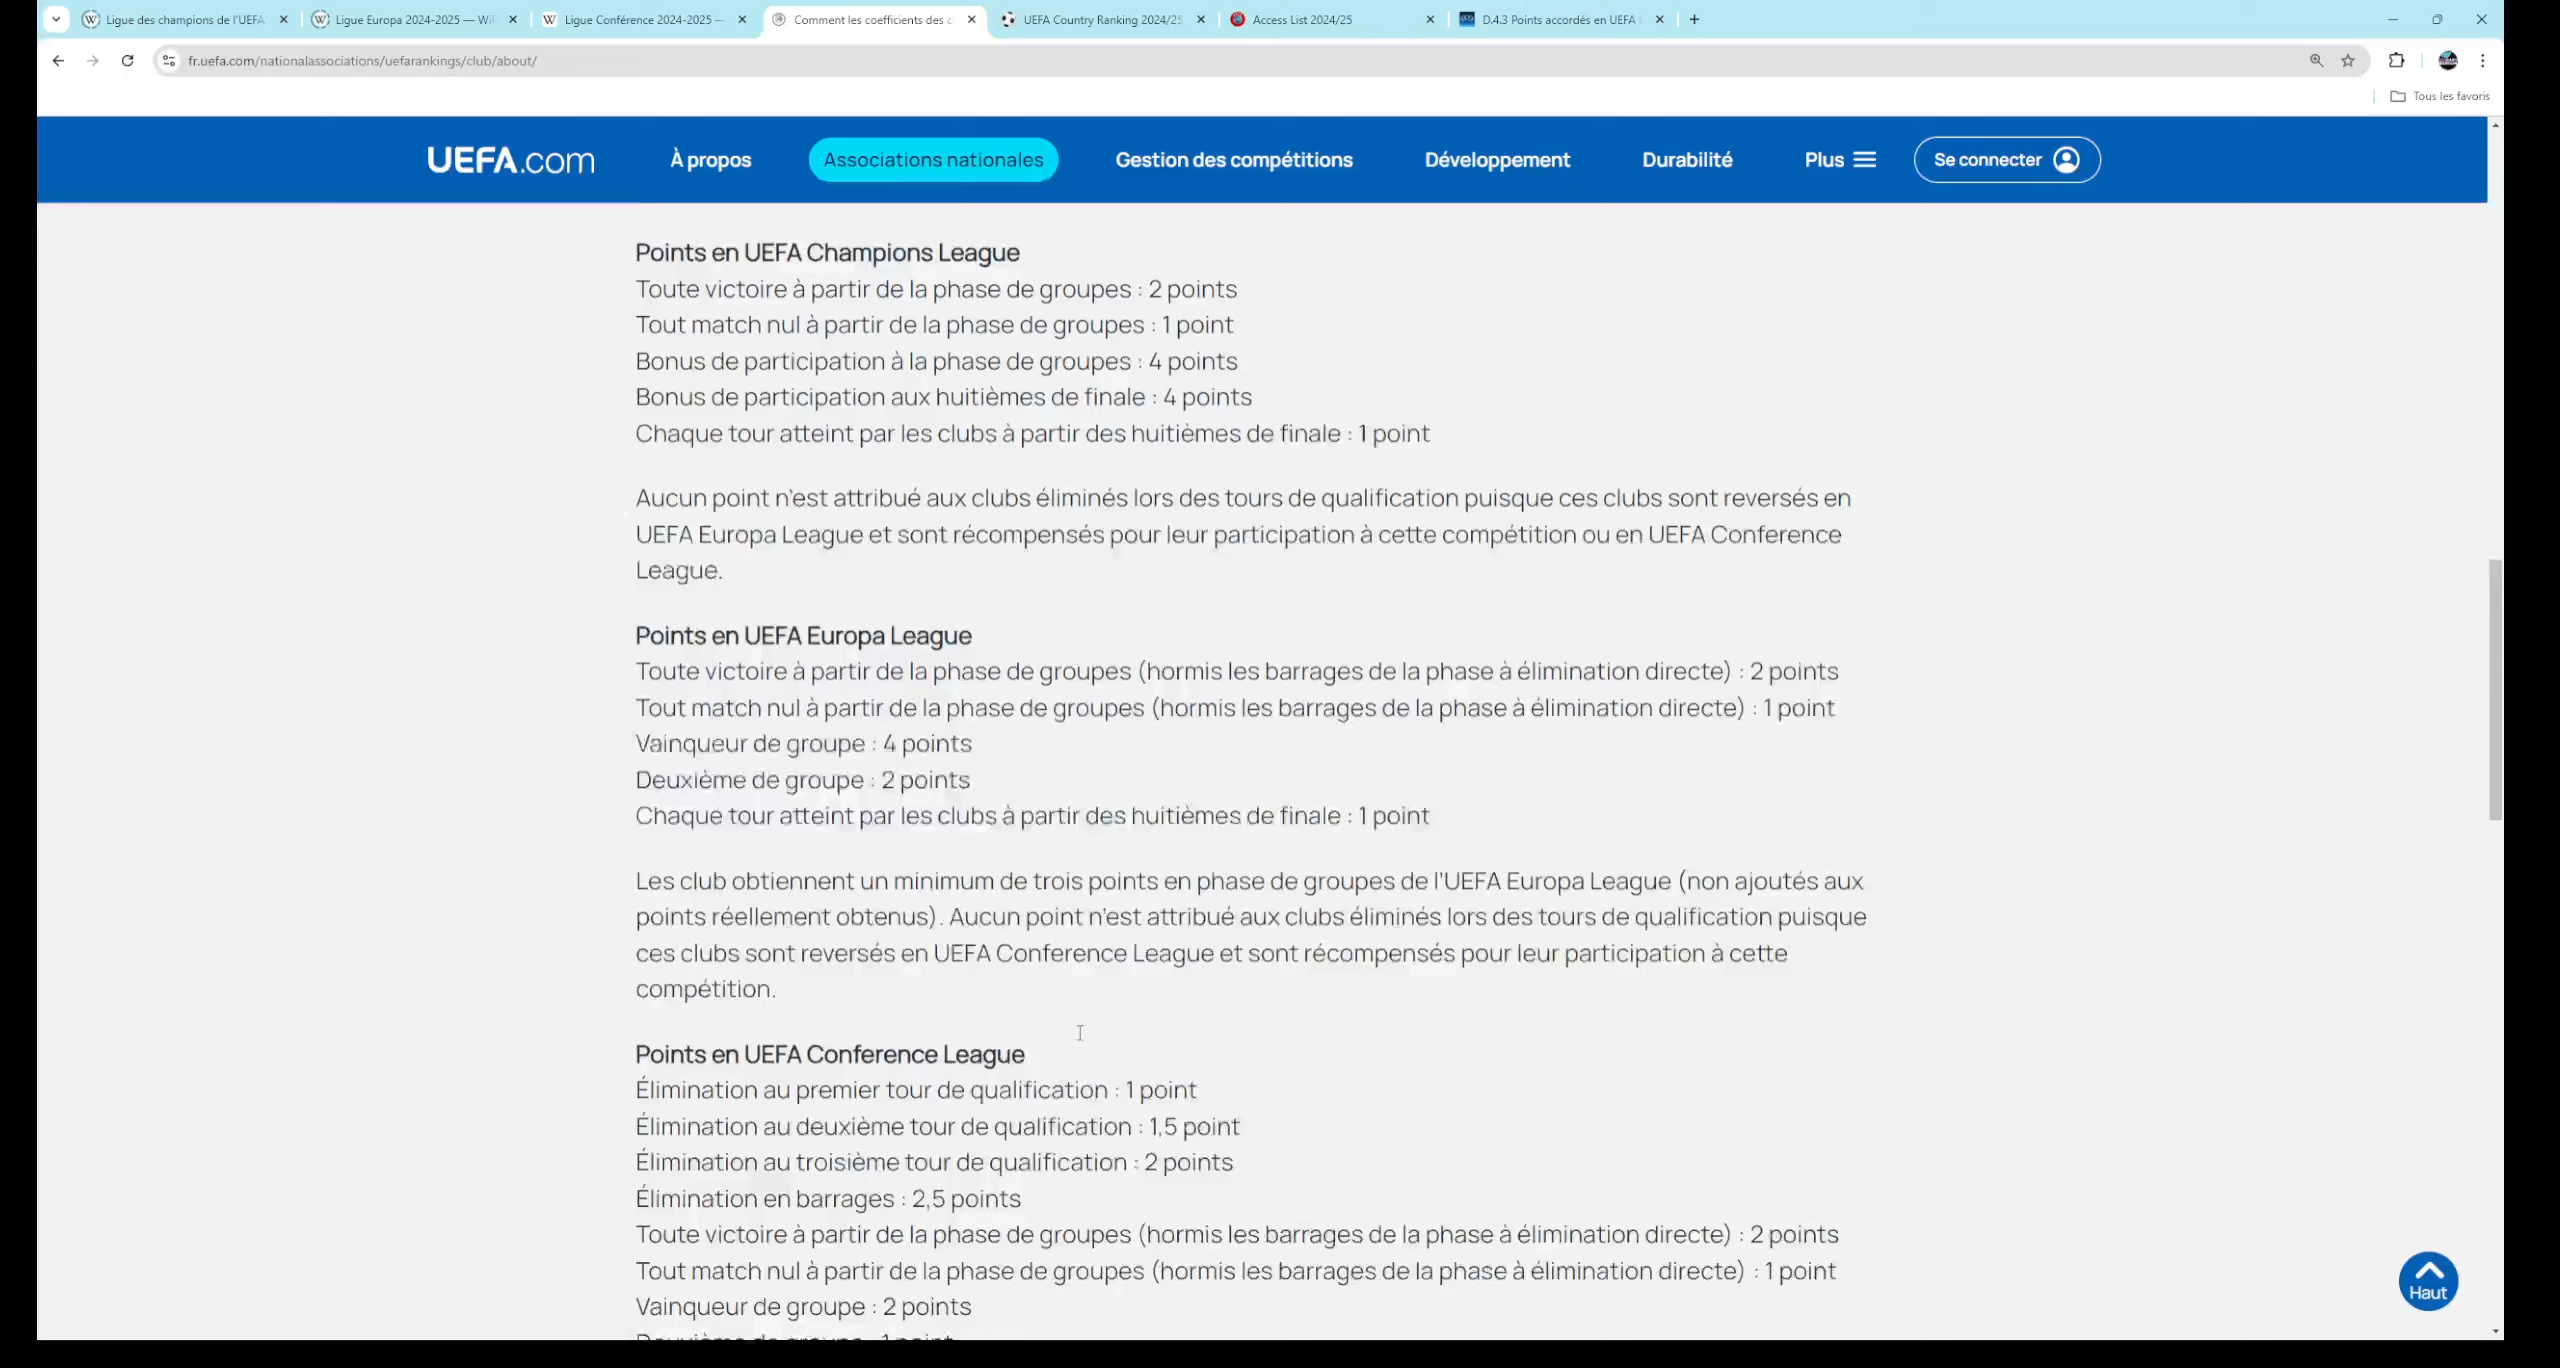 Ligue des champions de l'UEFA
Ligue Europa 2024-2025 — Wi
Ligue Conférence 2024-2025 —
Comment les coefficients des c
UEFA Country Ranking 2024/25
Access List 2024/25
D.4.3 Points accordés en UEFA
fr.uefa.com/nationalassociations/uefarankings/club/about/
Tous les favoris
UEFA.com
À propos
Associations nationales
Gestion des compétitions
Développement
Durabilité
Plus
Se connecter
Points en UEFA Champions League
Toute victoire à partir de la phase de groupes : 2 points
Tout match nul à partir de la phase de groupes : 1 point
Bonus de participation à la phase de groupes : 4 points
Bonus de participation aux huitièmes de finale : 4 points
Chaque tour atteint par les clubs à partir des huitièmes de finale : 1 point
Aucun point n'est attribué aux clubs éliminés lors des tours de qualification puisque ces clubs sont reversés en
UEFA Europa League et sont récompensés pour leur participation à cette compétition ou en UEFA Conference
League.
Points en UEFA Europa League
Toute victoire à partir de la phase de groupes (hormis les barrages de la phase à élimination directe) : 2 points
Tout match nul à partir de la phase de groupes (hormis les barrages de la phase à élimination directe) : 1 point
Vainqueur de groupe : 4 points
Deuxième de groupe : 2 points
Chaque tour atteint par les clubs à partir des huitièmes de finale : 1 point
Les club obtiennent un minimum de trois points en phase de groupes de l'UEFA Europa League (non ajoutés aux
points réellement obtenus). Aucun point n'est attribué aux clubs éliminés lors des tours de qualification puisque
ces clubs sont reversés en UEFA Conference League et sont récompensés pour leur participation à cette
compétition.
Points en UEFA Conference League
Élimination au premier tour de qualification : 1 point
Élimination au deuxième tour de qualification : 1,5 point
Élimination au troisième tour de qualification : 2 points
Élimination en barrages : 2,5 points
Toute victoire à partir de la phase de groupes (hormis les barrages de la phase à élimination directe) : 2 points
Tout match nul à partir de la phase de groupes (hormis les barrages de la phase à élimination directe) : 1 point
Vainqueur de groupe : 2 points
Deuxième de groupe : 1 point
Haut